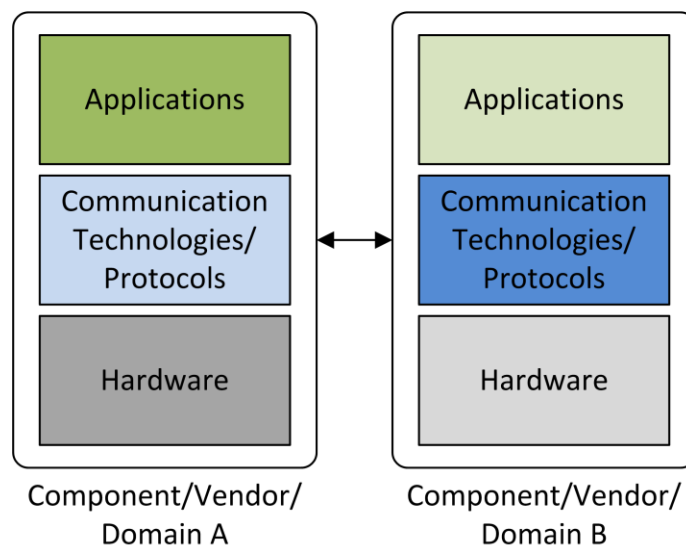 Applications
Communication
Technologies/
Protocols
Hardware
Component/Vendor/
Domain A
Applications
Communication
Technologies/
Protocols
Hardware
Component/Vendor/
Domain B